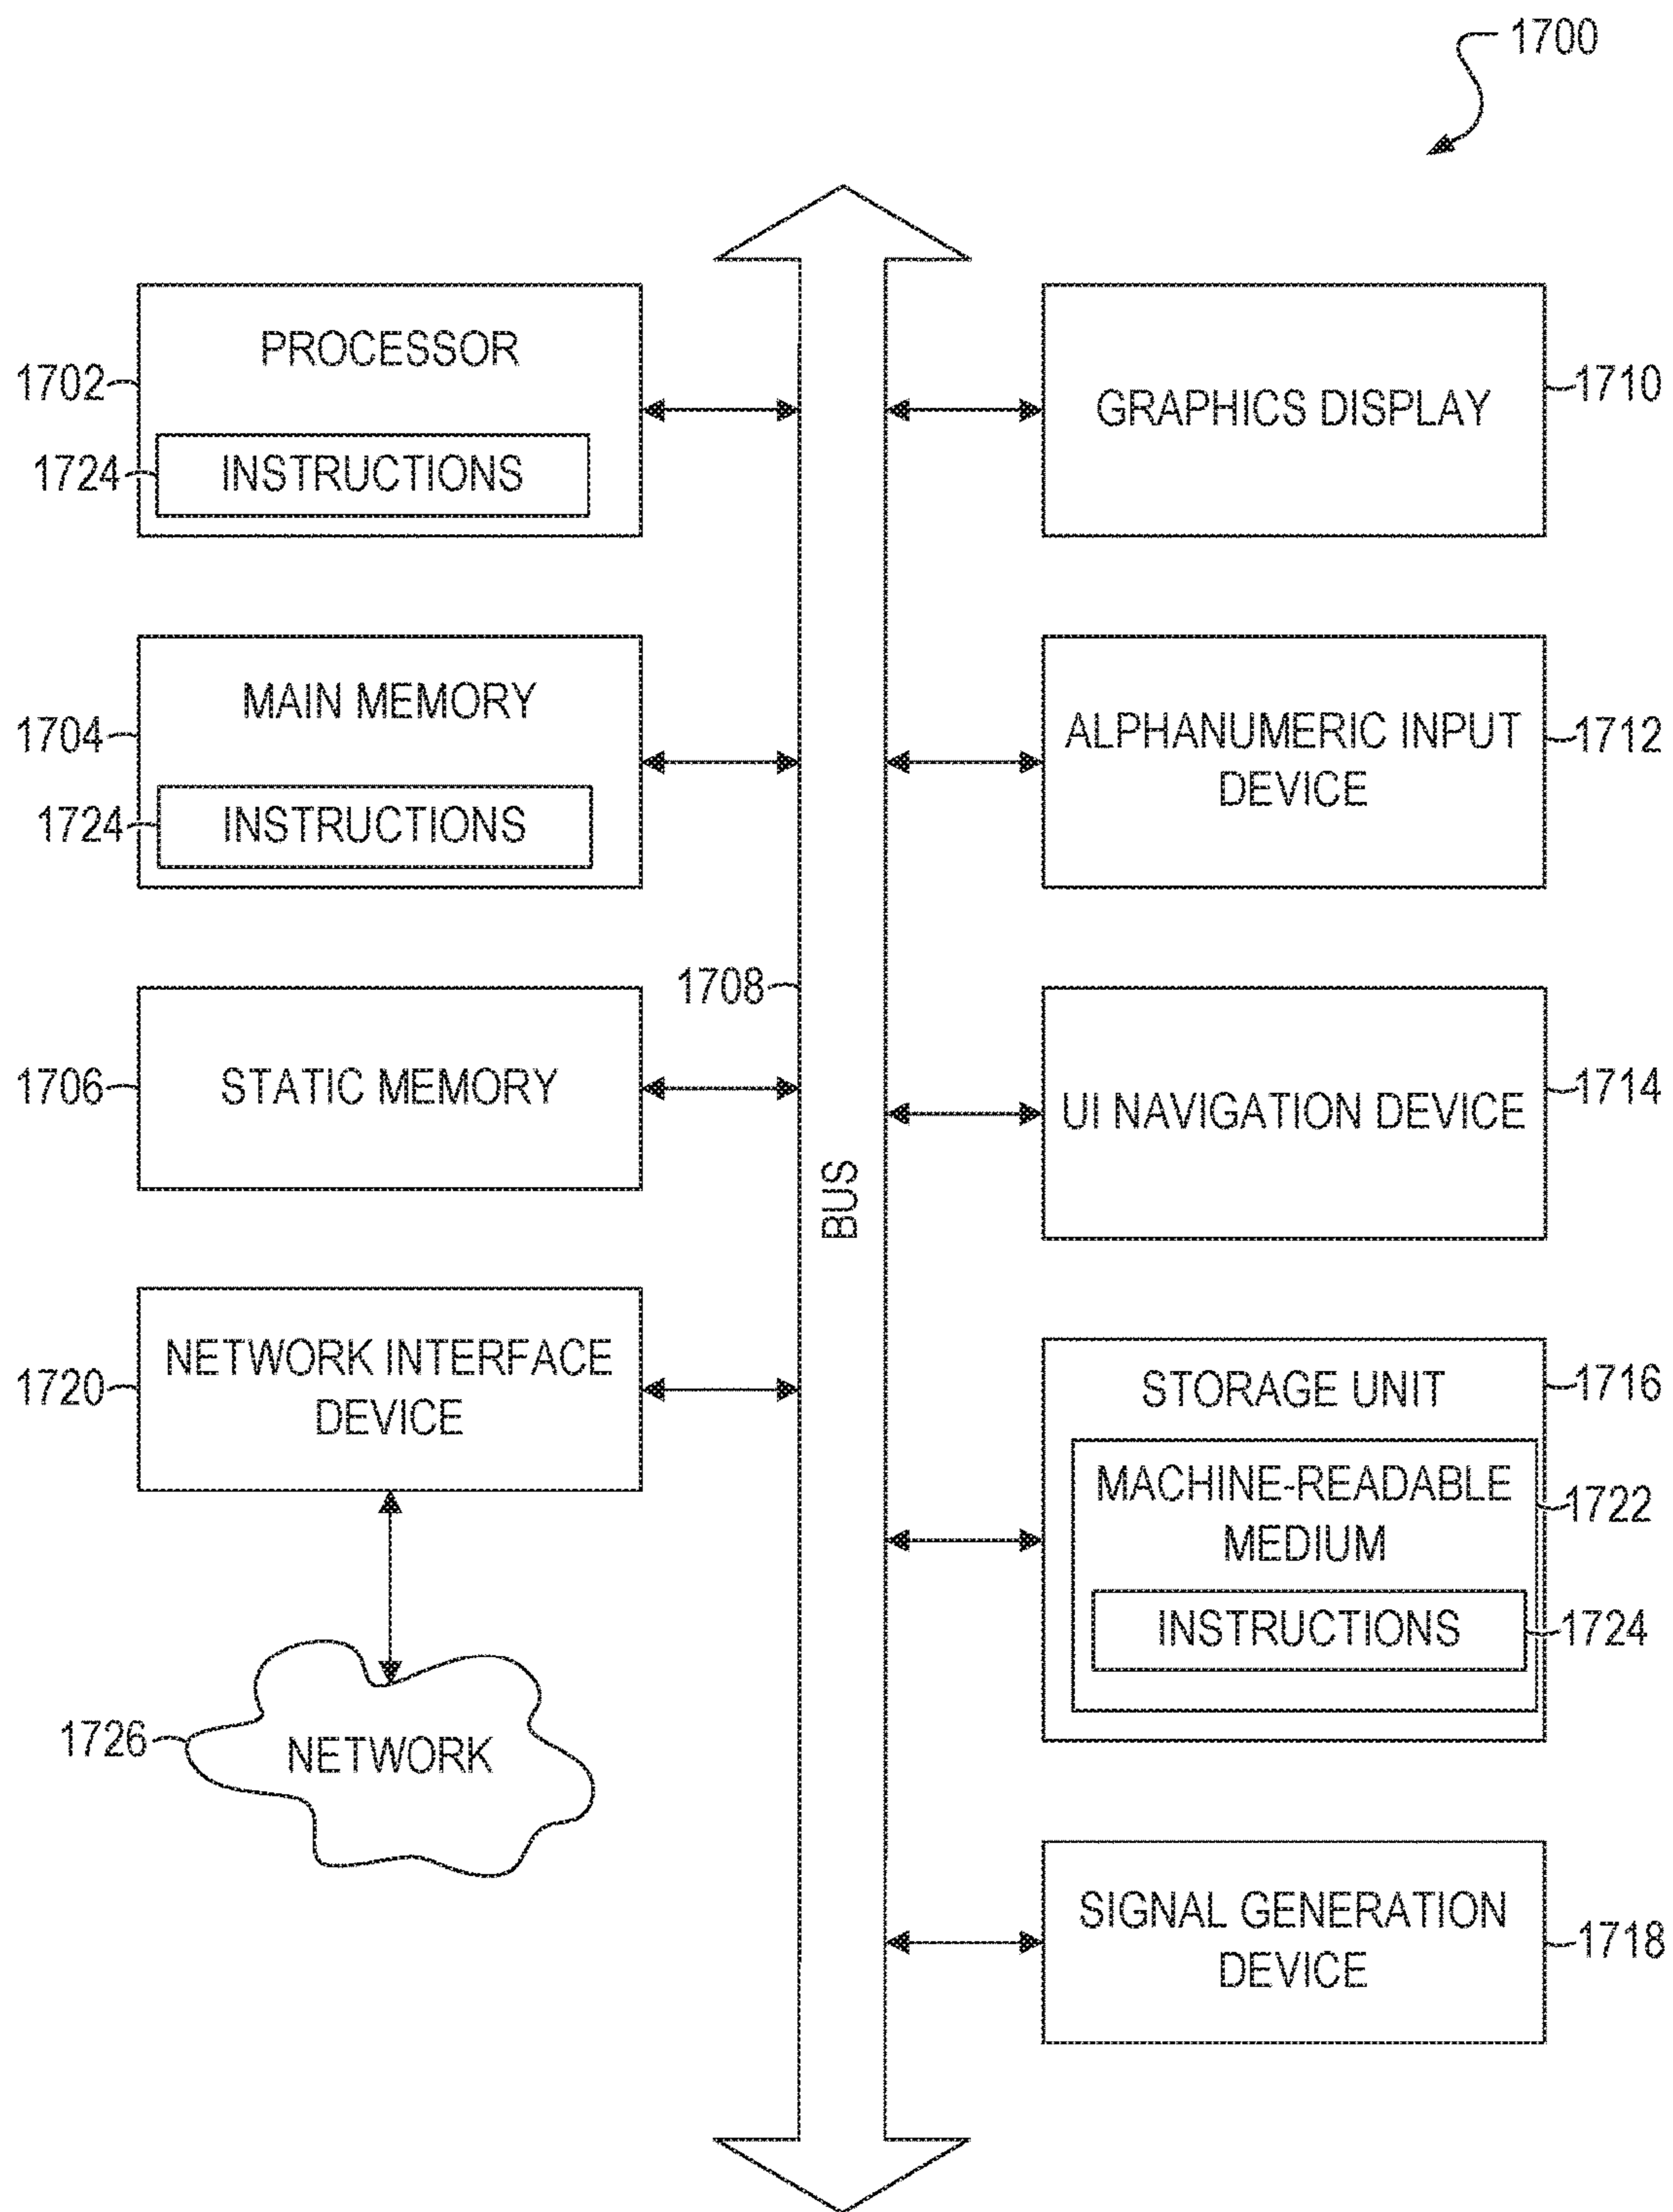 1700
PROCESSOR
1702
1724
INSTRUCTIONS
MAIN MEMORY
1704
1724
INSTRUCTIONS
1706
STATIC MEMORY
1720
NETWORK INTERFACE
DEVICE
1726
NETWORK
1708
BUS
GRAPHICS DISPLAY
1710
ALPHANUMERIC INPUT
DEVICE
1712
UI NAVIGATION DEVICE
1714
STORAGE UNIT
1716
MACHINE-READABLE
MEDIUM
1722
INSTRUCTIONS
1724
SIGNAL GENERATION
DEVICE
1718